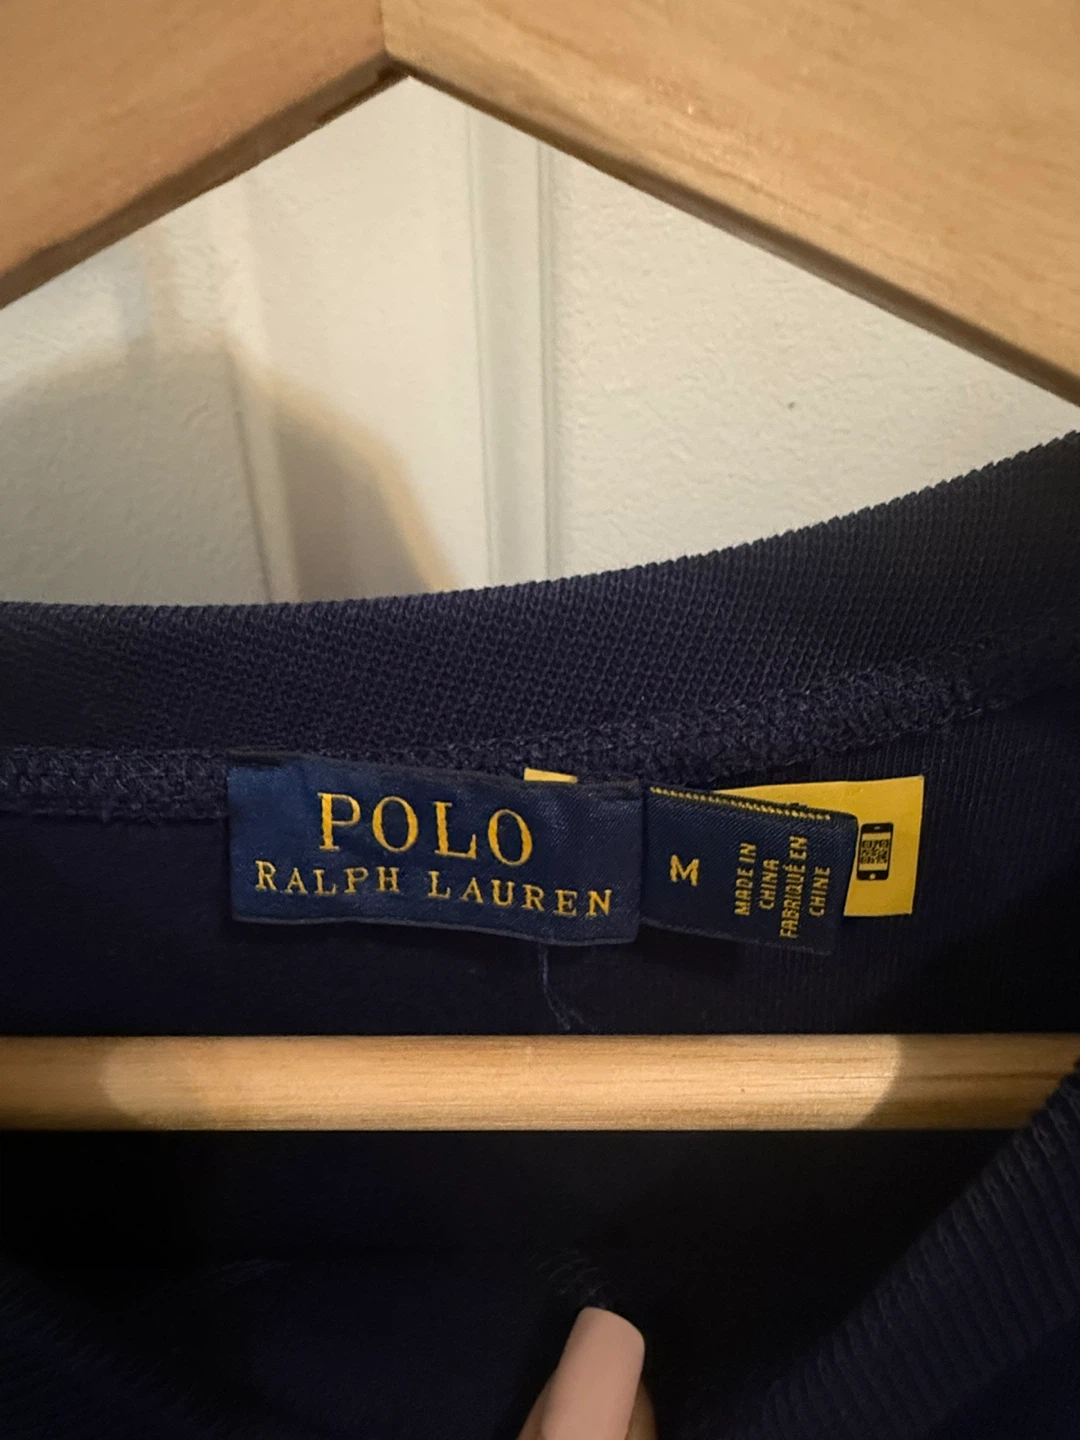 POLO
RALPH LAUREN
M
MADE IN
CHINA
FABRIQUÉ EN
CHINE